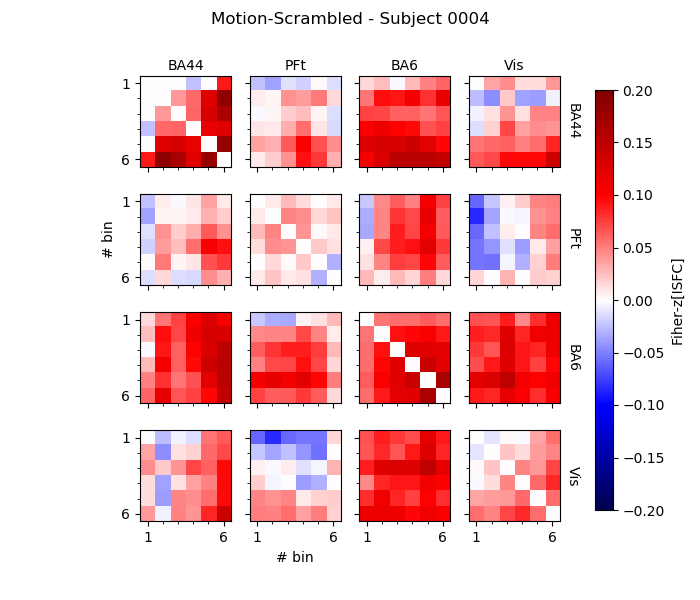 Motion-Scrambled - Subject 0004
BA44 PFt BA6 Vis
1
6
BA44
1
6
PFt
1
6
BA6
1
6
Vis
# bin
1 6 1 6 1 6 1 6
# bin
0.20
0.15
0.10
0.05
0.00
−0.05
−0.10
−0.15
−0.20
Fiher-z[ISFC]